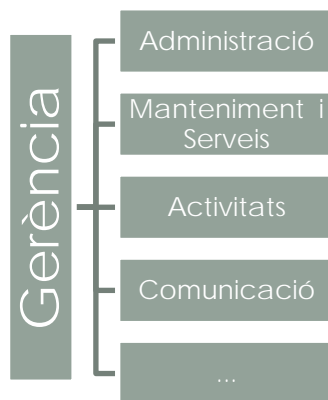 Gerència
Administració
Manteniment i
Serveis
Activitats
Comunicació
...